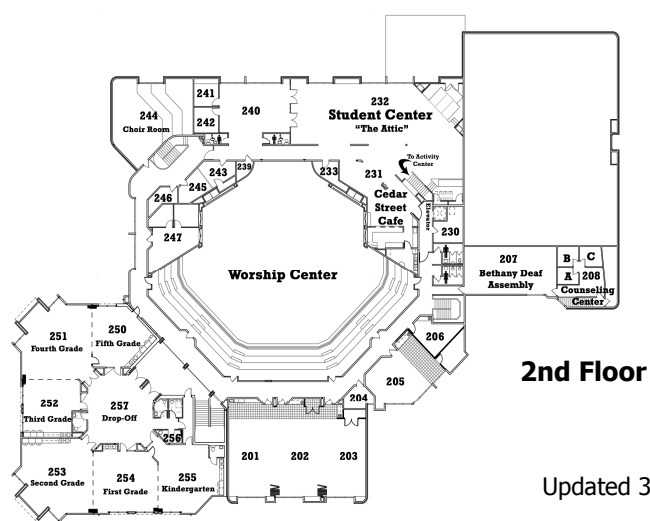 241
242
244
Choir Room
240
232
Student Center
"The Attic"
To Activity
Center
243
239
233
231
245
246
247
Cedar
Street
Cafe
Elevator
230
Worship Center
207
Bethany Deaf
Assembly
B
C
A
208
Counseling
Center
251
Fourth Grade
250
Fifth Grade
206
205
204
2nd Floor
252
Third Grade
257
Drop-Off
256
253
Second Grade
254
First Grade
255
Kindergarten
201
202
203
Updated 3